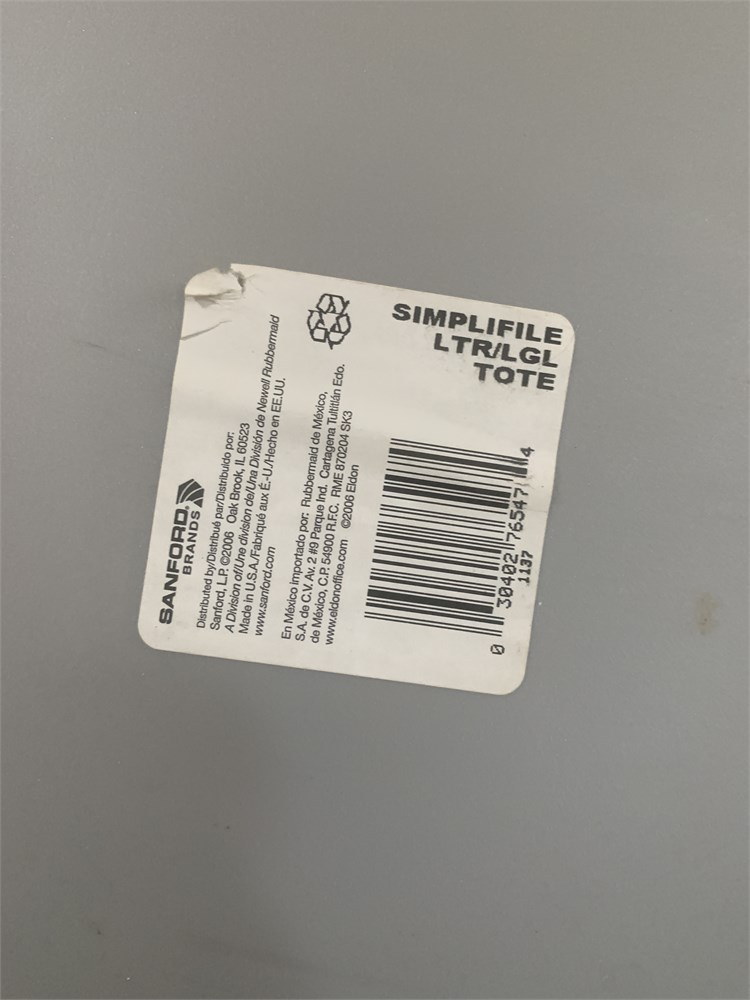 SIMPLIFILE
LTR/LGL
TOTE
SANFORD®
BRANDS
Distributed by/Distribué par/Distribuido por:
Sanford, L.P. ©2006 Oak Brook, IL 60523
A Division of/Une division de/Una División de Newell Rubbermaid
Made in U.S.A./Fabriqué aux É.-U./Hecho en EE.UU.
www.sanford.com
En México importado por: Rubbermaid de México,
S.A. de C.V. Av. 2 #9 Parque Ind. Cartagena Tultitlán Edo.
de México, C.P. 54900 R.F.C. RME 870204 SK3
www.eldonoffice.com ©2006 Eldon
0 30402 76547 4
1137